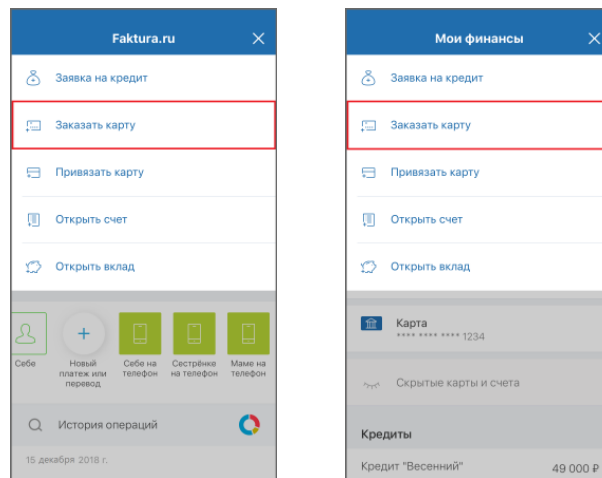 Faktura.ru
Заявка на кредит
Заказать карту
Привязать карту
Открыть счет
Открыть вклад
Себе
Новый
платеж или
перевод
Себе на
телефон
Сестрёнке
на телефон
Маме на
телефон
История операций
15 декабря 2018 г.
Мои финансы
Заявка на кредит
Заказать карту
Привязать карту
Открыть счет
Открыть вклад
Карта
**** **** **** 1234
Скрытые карты и счета
Кредиты
Кредит "Весенний" 49 000 ₽